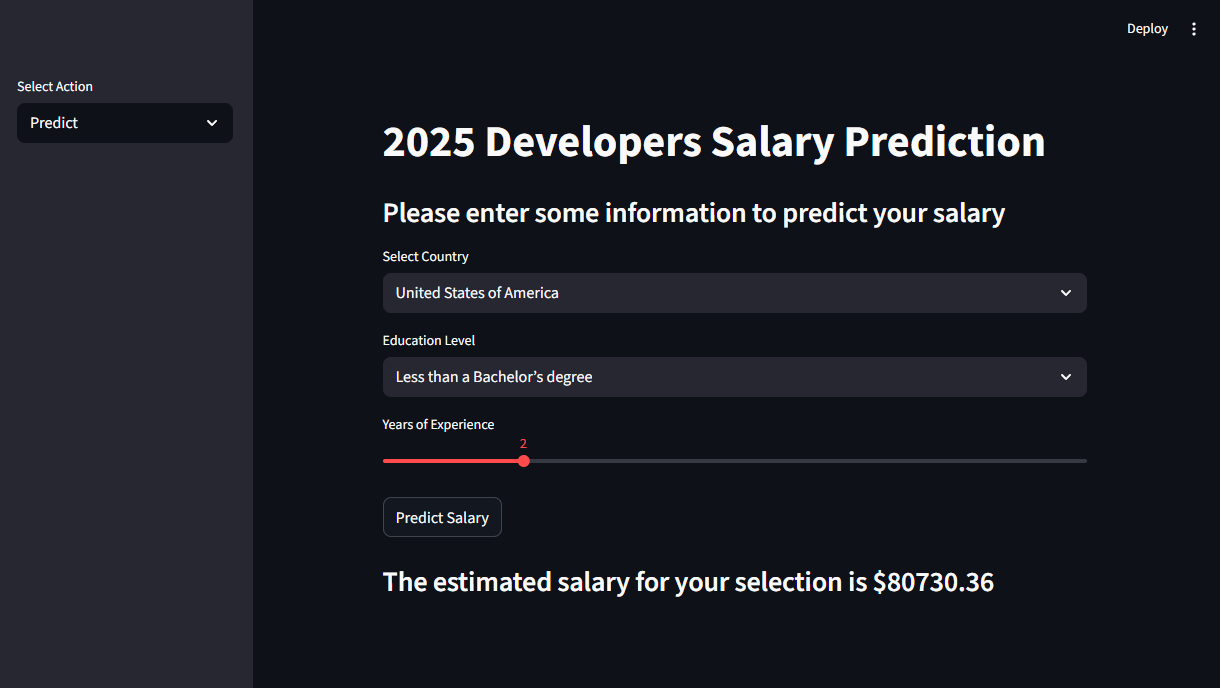 Deploy
Select Action
Predict
2025 Developers Salary Prediction
Please enter some information to predict your salary
Select Country
United States of America
Education Level
Less than a Bachelor’s degree
Years of Experience
2
Predict Salary
The estimated salary for your selection is $80730.36